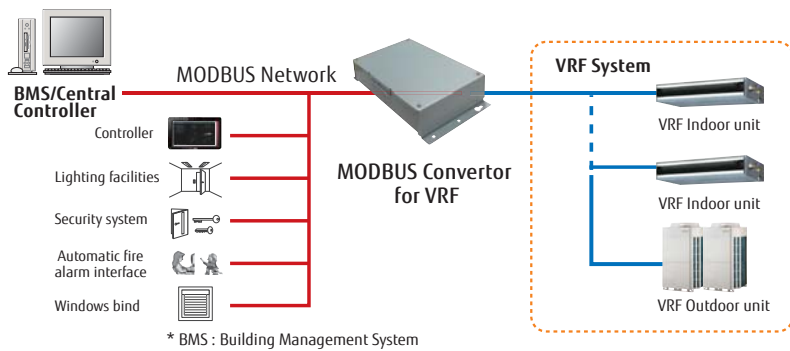 MODBUS Network
BMS/Central
Controller
Controller
Lighting facilities
Security system
Automatic fire
alarm interface
Windows bind
* BMS : Building Management System
MODBUS Convertor
for VRF
VRF System
VRF Indoor unit
VRF Indoor unit
VRF Outdoor unit